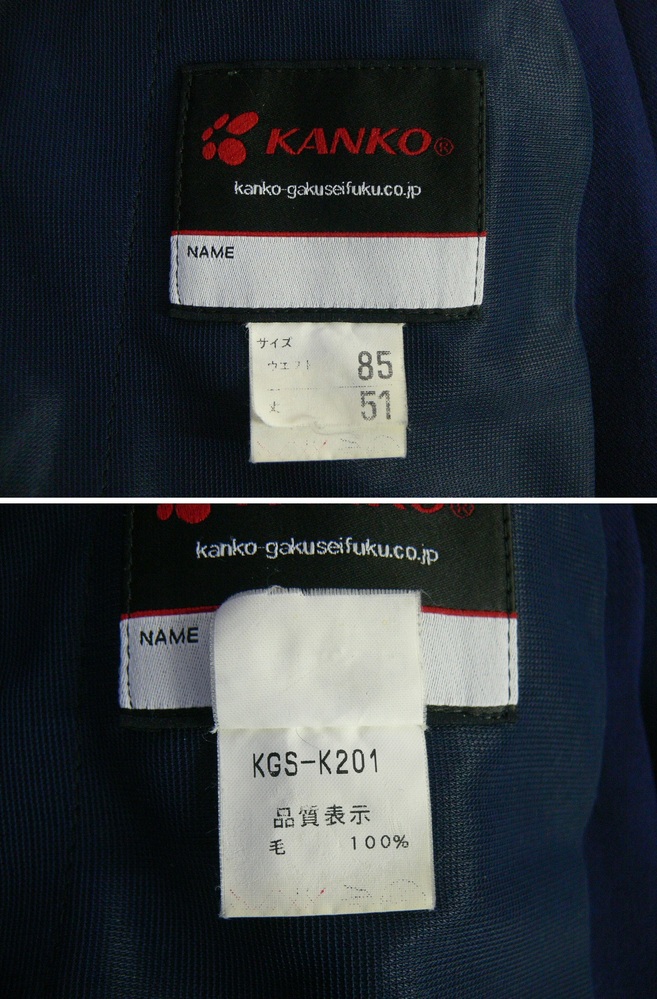 KANKO®
kanko-gakuseifuku.co.jp
NAME
サイズ
ウエスト 85
丈 51
kanko-gakuseifuku.co.jp
NAME
KGS-K201
品質表示
毛 100%